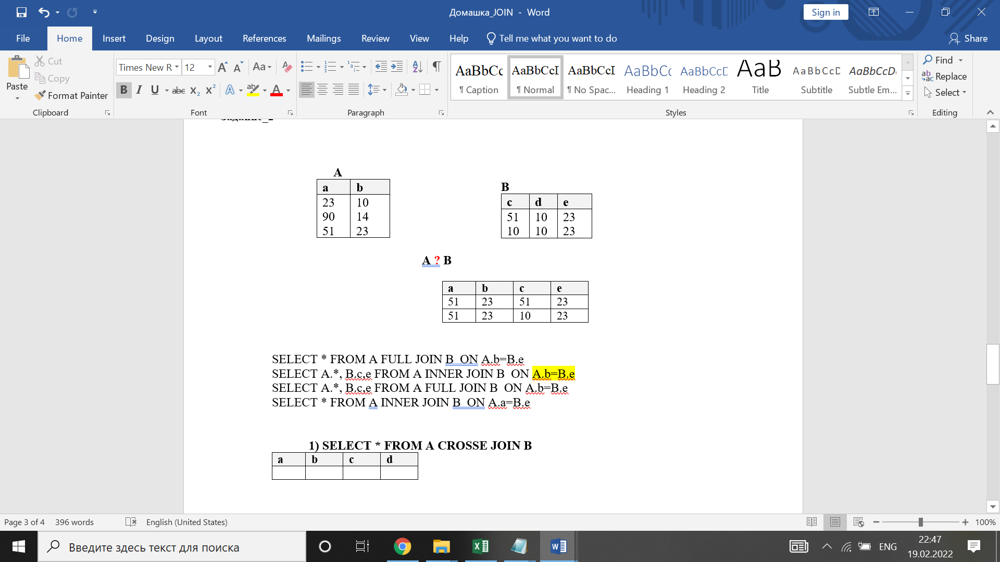 Домашка_JOIN - Word
Sign in
File Home Insert Design Layout References Mailings Review View Help Tell me what you want to do Share
Paste
Cut
Copy
Format Painter
Clipboard
Times New R 12
Font
Paragraph
AaBbCc AaBbCcI AaBbCcI AaBbCc AaBbCcD AaB AaBbCcD AaBbCcD
¶ Caption ¶ Normal ¶ No Spac... Heading 1 Heading 2 Title Subtitle Subtle Em...
Styles
Find
Replace
Select
Editing
Задание_2
A
a b
23 10
90 14
51 23
B
c d e
51 10 23
10 10 23
A ? B
a b c e
51 23 51 23
51 23 10 23
SELECT * FROM A FULL JOIN B ON A.b=B.e
SELECT A.*, B.c,e FROM A INNER JOIN B ON A.b=B.e
SELECT A.*, B.c,e FROM A FULL JOIN B ON A.b=B.e
SELECT * FROM A INNER JOIN B ON A.a=B.e
1) SELECT * FROM A CROSSE JOIN B
a b c d
Page 3 of 4 396 words English (United States) 100%
Введите здесь текст для поиска
ENG
22:47
19.02.2022